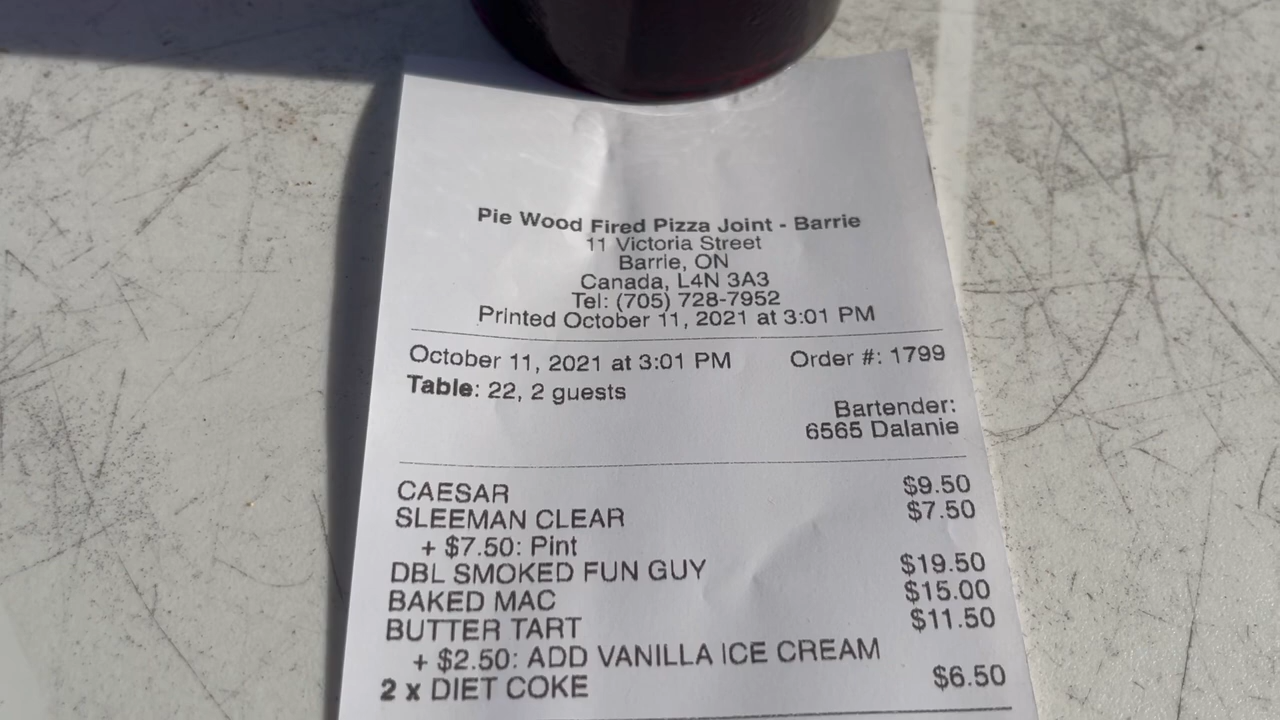 Pie Wood Fired Pizza Joint - Barrie
11 Victoria Street
Barrie, ON
Canada, L4N 3A3
Tel: (705) 728-7952
Printed October 11, 2021 at 3:01 PM
October 11, 2021 at 3:01 PM Order #: 1799
Table: 22, 2 guests
Bartender:
6565 Dalanie
CAESAR $9.50
SLEEMAN CLEAR $7.50
+ $7.50: Pint
DBL SMOKED FUN GUY $19.50
BAKED MAC $15.00
BUTTER TART $11.50
+ $2.50: ADD VANILLA ICE CREAM
2 x DIET COKE $6.50